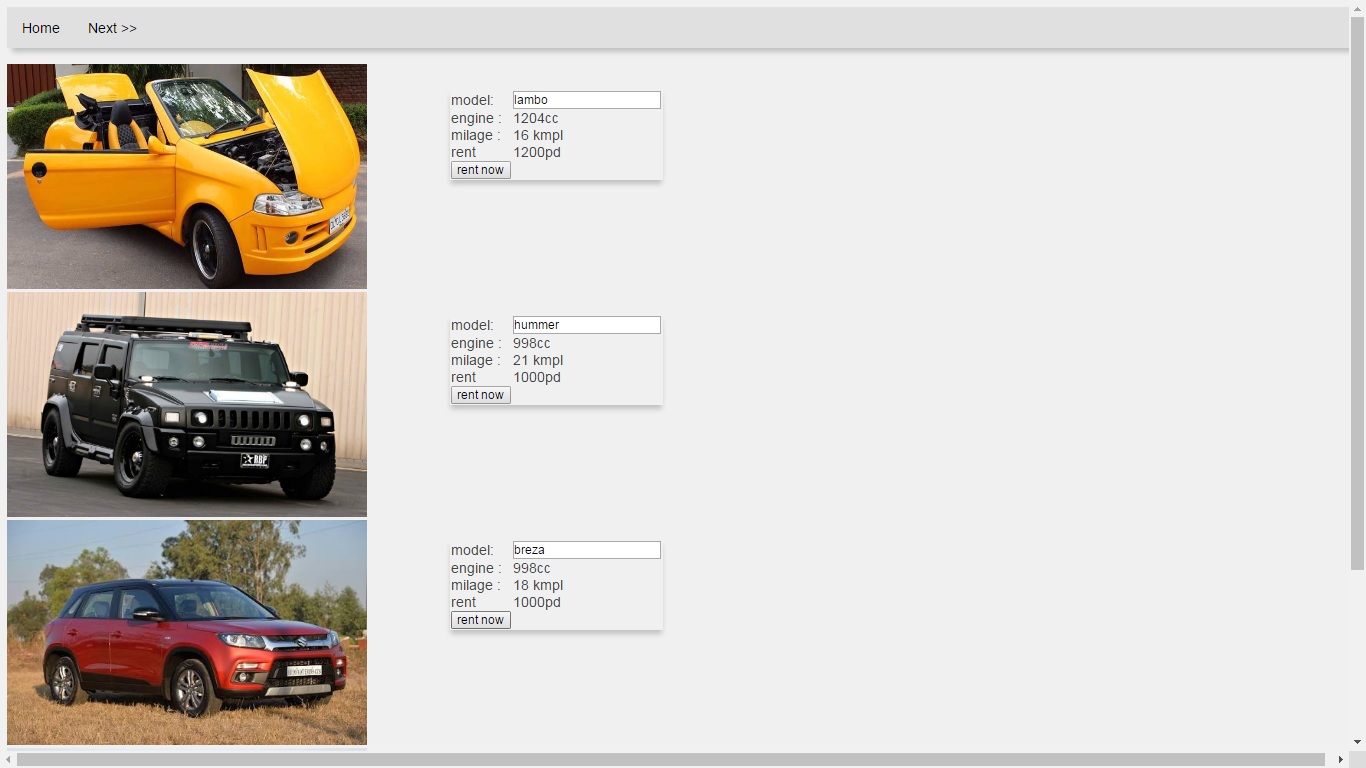 Home Next >>
model: lambo
engine : 1204cc
milage : 16 kmpl
rent 1200pd
rent now
model: hummer
engine : 998cc
milage : 21 kmpl
rent 1000pd
rent now
RBP
model: breza
engine : 998cc
milage : 18 kmpl
rent 1000pd
rent now